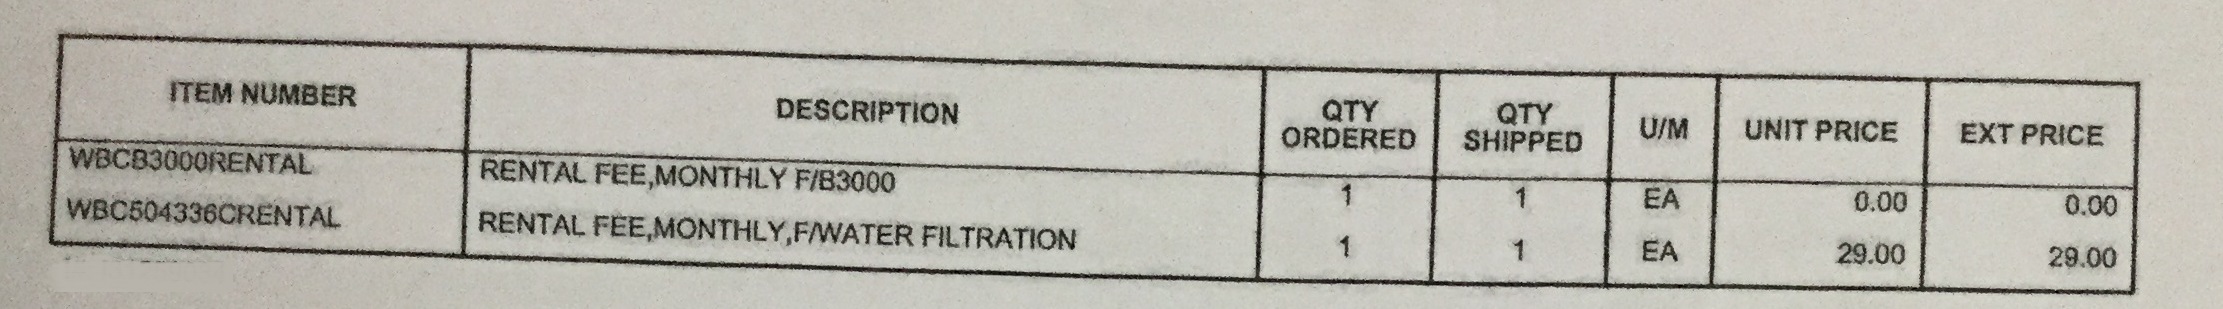 ITEM NUMBER DESCRIPTION QTY ORDERED QTY SHIPPED U/M UNIT PRICE EXT PRICE
WBCB3000RENTAL RENTAL FEE,MONTHLY F/B3000 1 1 EA 0.00 0.00
WBC504336CRENTAL RENTAL FEE,MONTHLY,F/WATER FILTRATION 1 1 EA 29.00 29.00